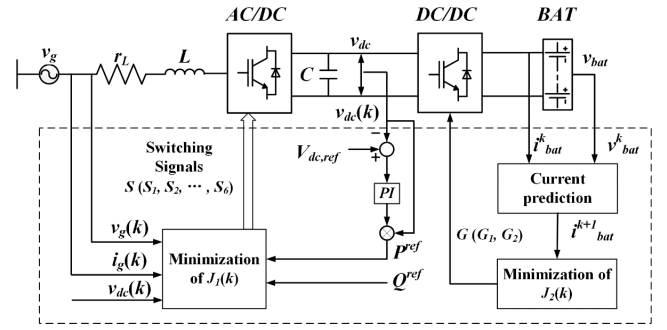 AC/DC
DC/DC
BAT
v_g
r_L
L
C
v_dc
v_bat
v_dc(k)
V_dc,ref
−
+
PI
Switching
Signals
S (S_1, S_2, ⋯ , S_6)
i^k_bat
v^k_bat
Current
prediction
i^{k+1}_bat
G (G_1, G_2)
v_g(k)
i_g(k)
v_dc(k)
Minimization
of J_1(k)
P^ref
Q^ref
Minimization of
J_2(k)